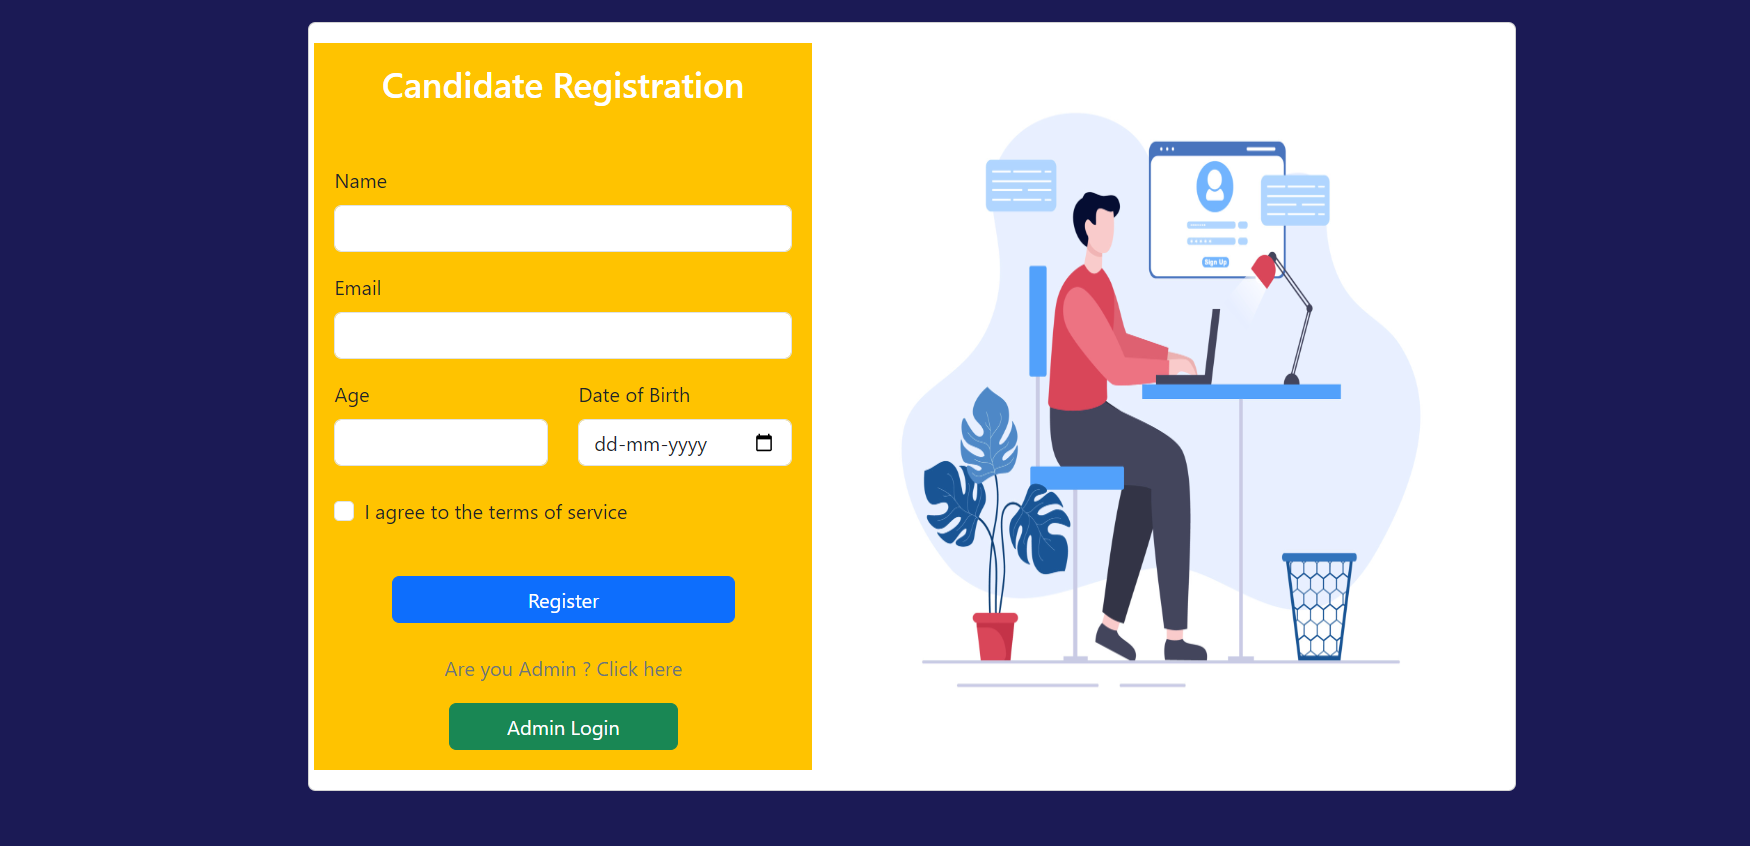 Candidate Registration
Name
Email
Age
Date of Birth
dd-mm-yyyy
I agree to the terms of service
Register
Are you Admin ? Click here
Admin Login
Sign Up